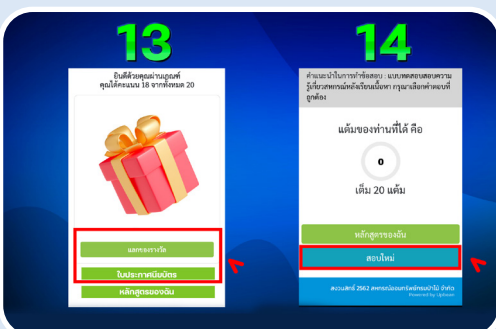 13
ยินดีด้วยคุณผ่านเกณฑ์
คุณได้คะแนน 18 จากทั้งหมด 20
แลกของรางวัล
ใบประกาศนียบัตร
หลักสูตรของฉัน
14
คำแนะนำในการทำข้อสอบ : แบบทดสอบสอบความ
รู้เกี่ยวสหกรณ์หลังเรียนเนื้อหา กรุณาเลือกคำตอบที่
ถูกต้อง
แต้มของท่านที่ได้ คือ
0
เต็ม 20 แต้ม
หลักสูตรของฉัน
สอบใหม่
สงวนสิทธิ์ 2562 สหกรณ์ออมทรัพย์กรมป่าไม้ จำกัด
Powered by Upbean